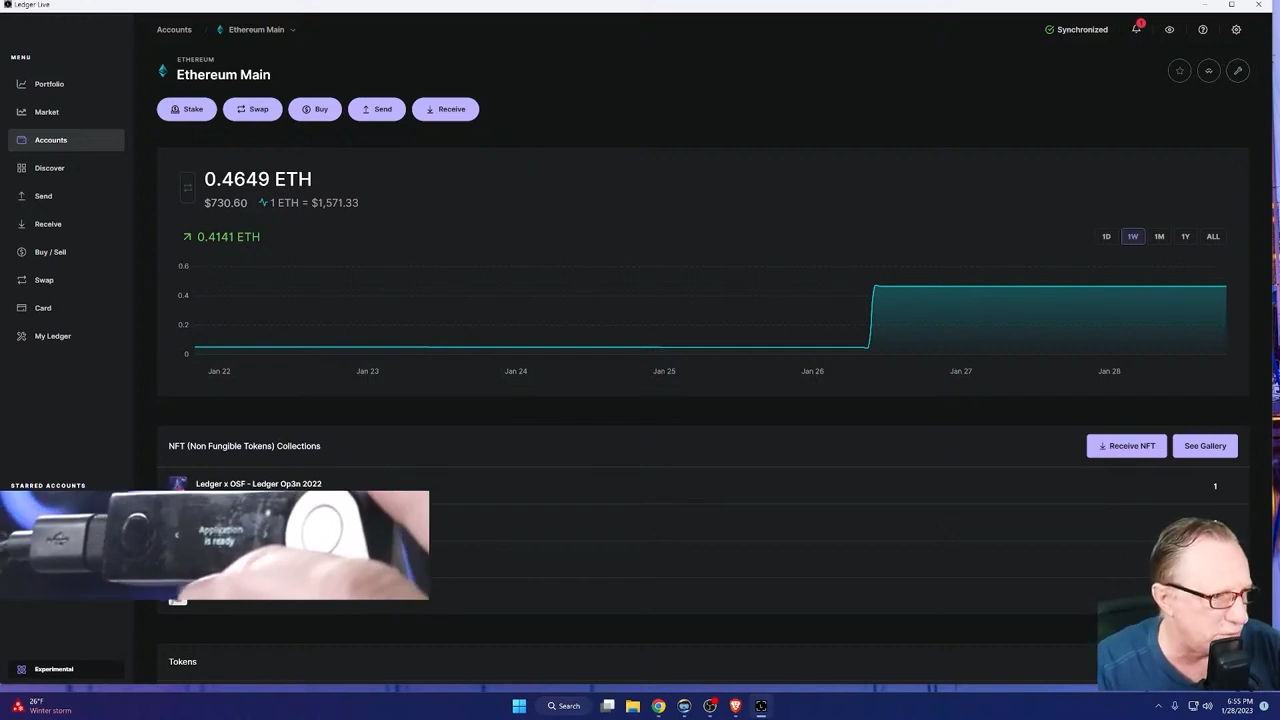 Ledger Live
MENU
Portfolio
Market
Accounts
Discover
Send
Receive
Buy / Sell
Swap
Card
My Ledger
STARRED ACCOUNTS
Experimental
Accounts / Ethereum Main
Synchronized
1
ETHEREUM
Ethereum Main
Stake
Swap
Buy
Send
Receive
0.4649 ETH
$730.60 1 ETH = $1,571.33
0.4141 ETH
1D 1W 1M 1Y ALL
0.6
0.4
0.2
0
Jan 22 Jan 23 Jan 24 Jan 25 Jan 26 Jan 27 Jan 28
NFT (Non Fungible Tokens) Collections
Receive NFT
See Gallery
Ledger x OSF - Ledger Op3n 2022
1
Application
is ready
Tokens
26°F
Winter storm
Search
6:55 PM
1/28/2023